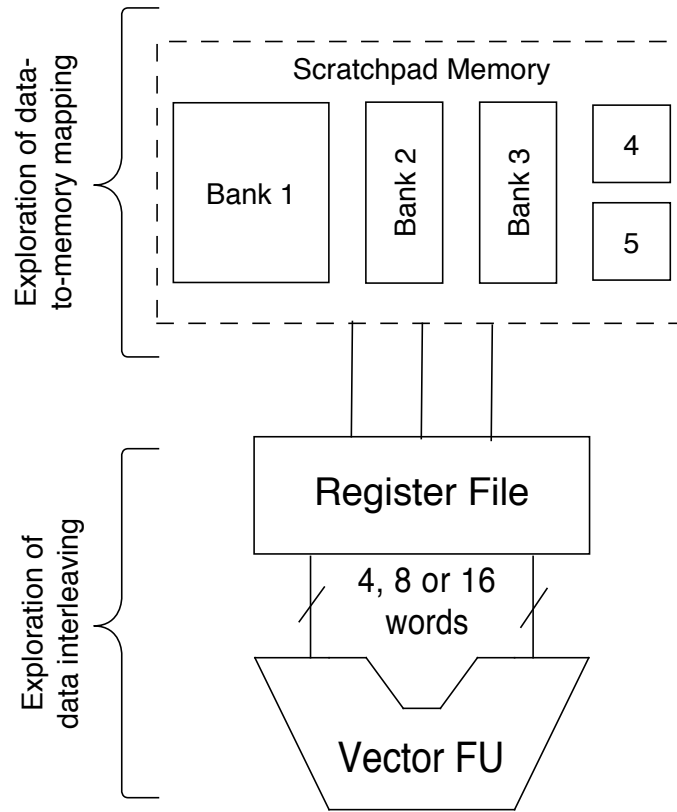 Exploration of data-
to-memory mapping
Scratchpad Memory
Bank 1
Bank 2
Bank 3
4
5
Exploration of
data interleaving
Register File
4, 8 or 16
words
Vector FU